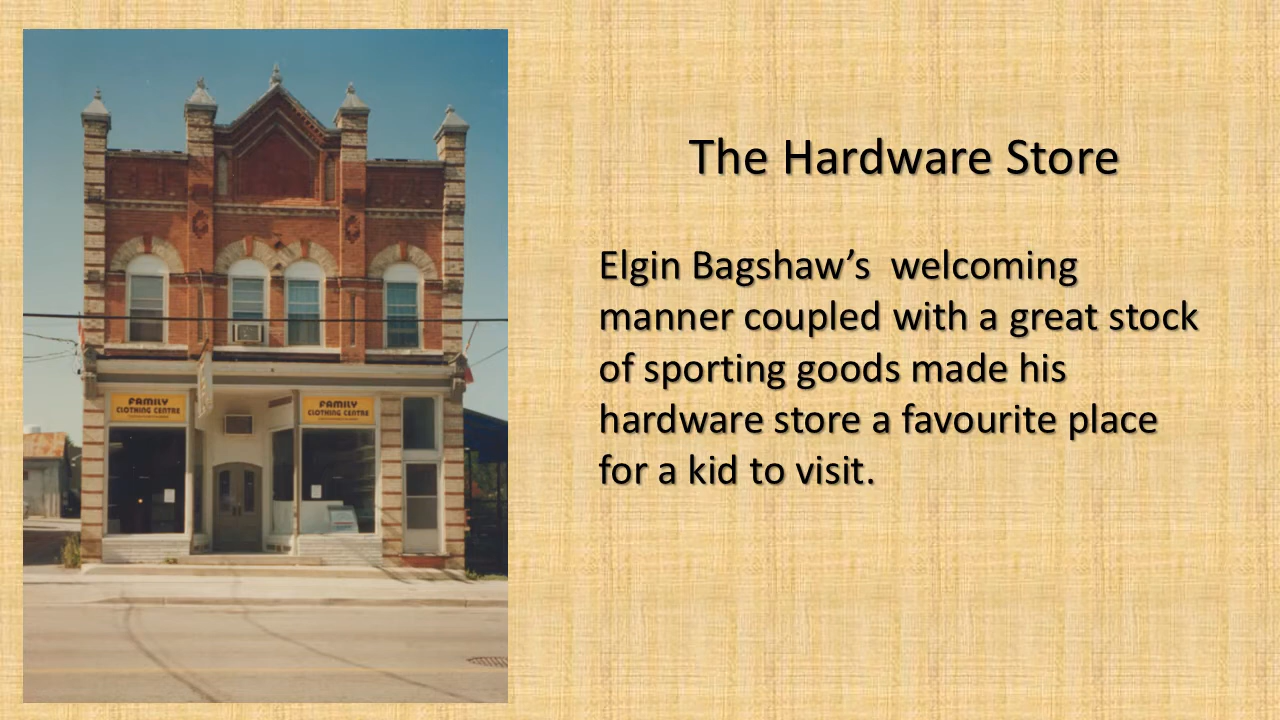 The Hardware Store
Elgin Bagshaw’s  welcoming
manner coupled with a great stock
of sporting goods made his
hardware store a favourite place
for a kid to visit.
FAMILY
CLOTHING CENTRE
FAMILY
CLOTHING CENTRE